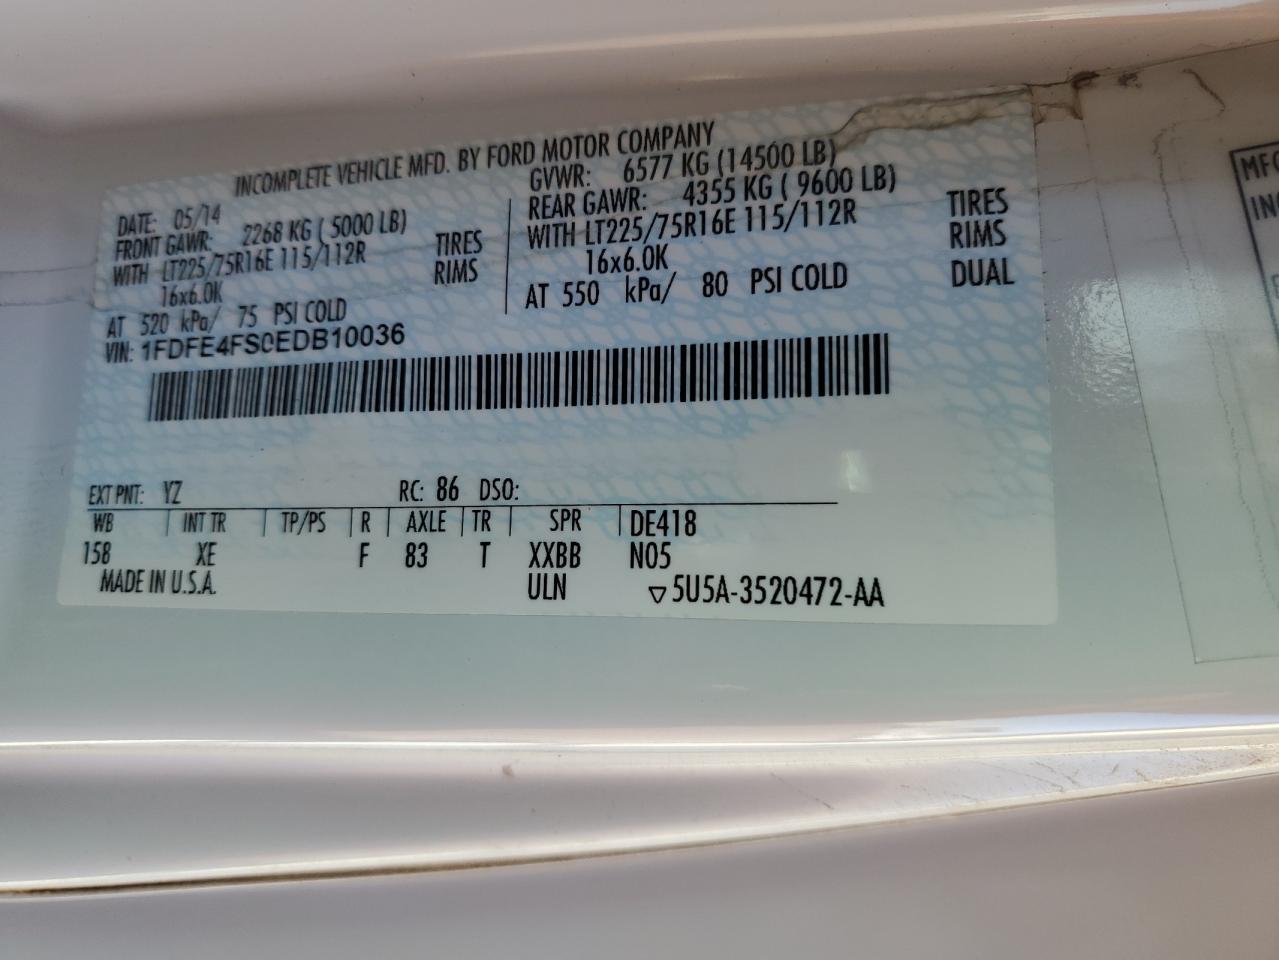 INCOMPLETE VEHICLE MFD. BY FORD MOTOR COMPANY
DATE: 05/14
FRONT GAWR: 2268 KG ( 5000 LB)
WITH LT225/75R16E 115/112R TIRES
16x6.0K RIMS
AT 520 kPa/ 75 PSI COLD
GVWR: 6577 KG (14500 LB)
REAR GAWR: 4355 KG ( 9600 LB)
WITH LT225/75R16E 115/112R TIRES
16x6.0K RIMS
AT 550 kPa/ 80 PSI COLD DUAL
VIN: 1FDFE4FS0EDB10036
EXT PNT: YZ RC: 86 DSO:
WB INT TR TP/PS R AXLE TR SPR DE418
158 XE F 83 T XXBB N05
MADE IN U.S.A. ULN ▽5U5A-3520472-AA